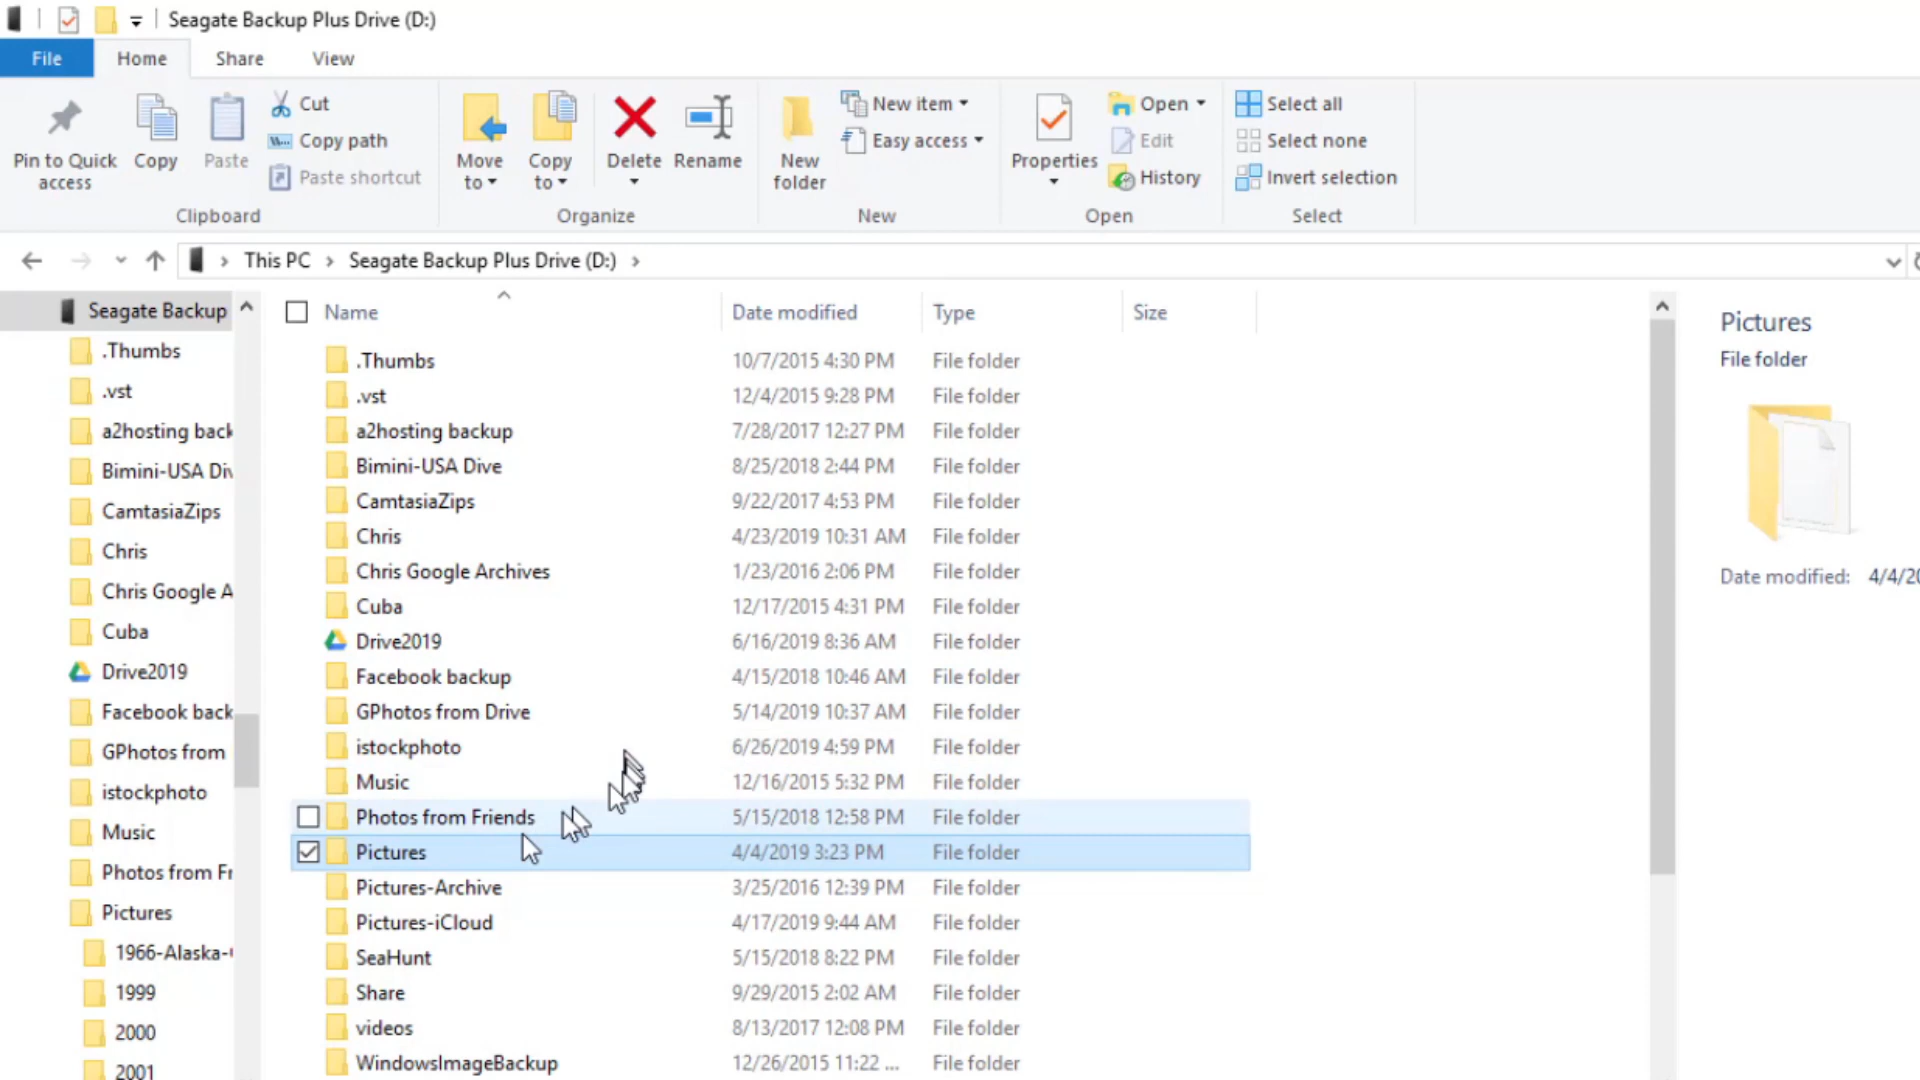 Seagate Backup Plus Drive (D:)
File Home Share View
Pin to Quick access
Copy
Paste
Cut
Copy path
Paste shortcut
Clipboard
Move to
Copy to
Delete
Rename
Organize
New folder
New item
Easy access
New
Properties
Open
Edit
History
Open
Select all
Select none
Invert selection
Select
This PC Seagate Backup Plus Drive (D:)
Seagate Backup
.Thumbs
.vst
a2hosting back
Bimini-USA Div
CamtasiaZips
Chris
Chris Google A
Cuba
Drive2019
Facebook back
GPhotos from
istockphoto
Music
Photos from Fr
Pictures
1966-Alaska-
1999
2000
2001
Name Date modified Type Size
.Thumbs 10/7/2015 4:30 PM File folder
.vst 12/4/2015 9:28 PM File folder
a2hosting backup 7/28/2017 12:27 PM File folder
Bimini-USA Dive 8/25/2018 2:44 PM File folder
CamtasiaZips 9/22/2017 4:53 PM File folder
Chris 4/23/2019 10:31 AM File folder
Chris Google Archives 1/23/2016 2:06 PM File folder
Cuba 12/17/2015 4:31 PM File folder
Drive2019 6/16/2019 8:36 AM File folder
Facebook backup 4/15/2018 10:46 AM File folder
GPhotos from Drive 5/14/2019 10:37 AM File folder
istockphoto 6/26/2019 4:59 PM File folder
Music 12/16/2015 5:32 PM File folder
Photos from Friends 5/15/2018 12:58 PM File folder
Pictures 4/4/2019 3:23 PM File folder
Pictures-Archive 3/25/2016 12:39 PM File folder
Pictures-iCloud 4/17/2019 9:44 AM File folder
SeaHunt 5/15/2018 8:22 PM File folder
Share 9/29/2015 2:02 AM File folder
videos 8/13/2017 12:08 PM File folder
WindowsImageBackup 12/26/2015 11:22 ... File folder
Pictures
File folder
Date modified: 4/4/20